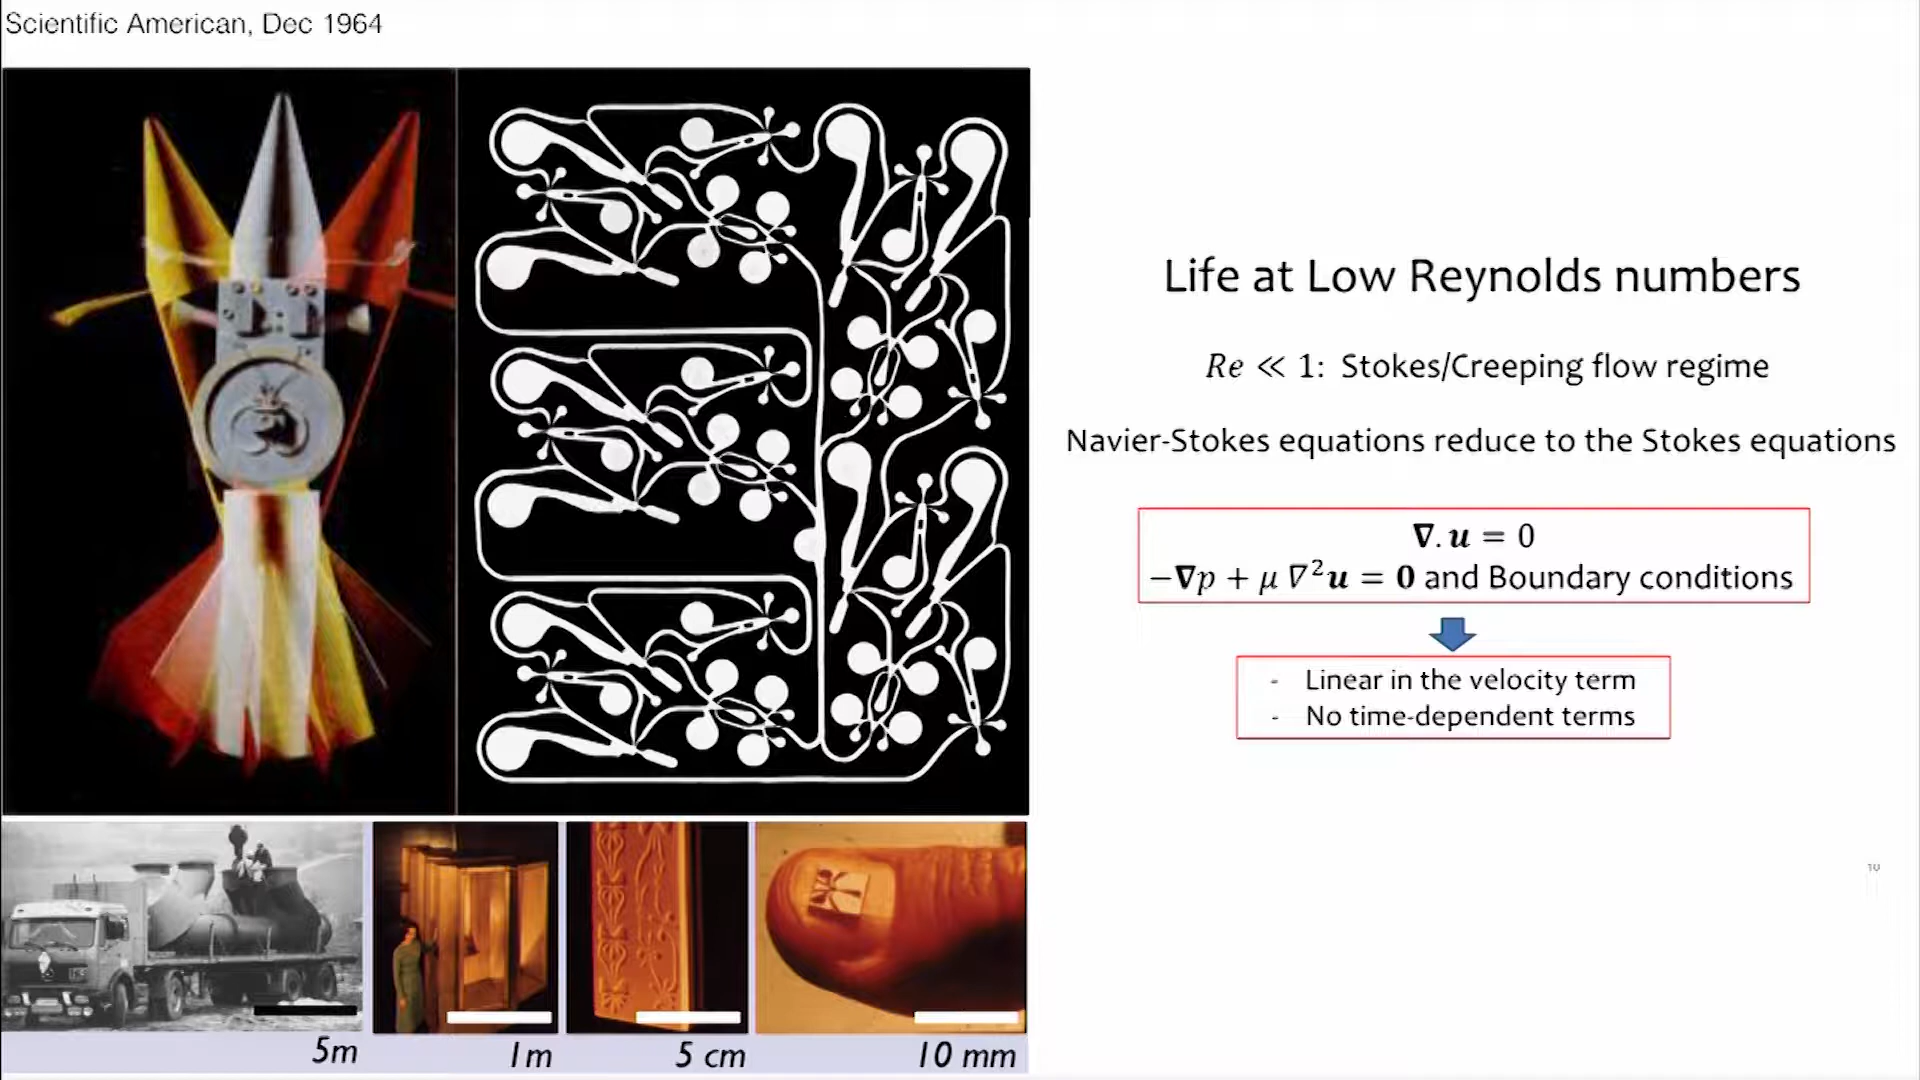 Scientific American, Dec 1964
Life at Low Reynolds numbers
Re ≪ 1: Stokes/Creeping flow regime
Navier-Stokes equations reduce to the Stokes equations
∇. u = 0
−∇p + μ ∇²u = 0 and Boundary conditions
- Linear in the velocity term
- No time-dependent terms
10
5m
1m
5 cm
10 mm